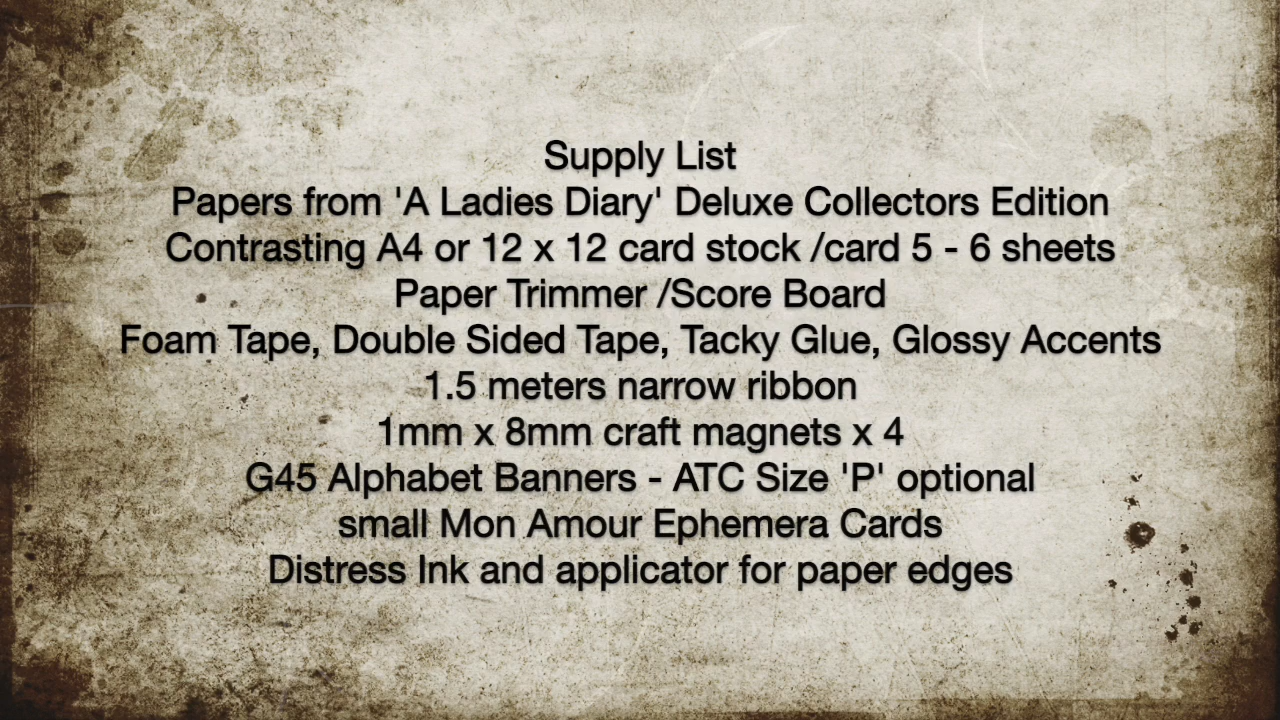 Supply List
Papers from 'A Ladies Diary' Deluxe Collectors Edition
Contrasting A4 or 12 x 12 card stock /card 5 - 6 sheets
Paper Trimmer /Score Board
Foam Tape, Double Sided Tape, Tacky Glue, Glossy Accents
1.5 meters narrow ribbon
1mm x 8mm craft magnets x 4
G45 Alphabet Banners - ATC Size 'P' optional
small Mon Amour Ephemera Cards
Distress Ink and applicator for paper edges